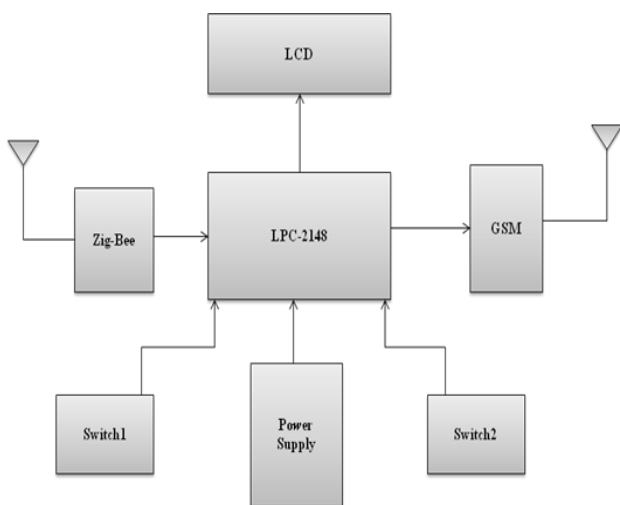 LCD
Zig-Bee
LPC-2148
GSM
Switch1
Power
Supply
Switch2